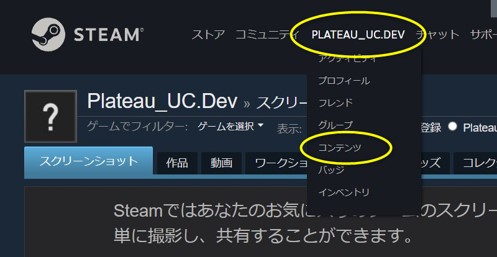 STEAM®
ストア コミュニティ PLATEAU_UC.DEV チャット サポ
アクティビティ
プロフィール
フレンド
グループ
コンテンツ
バッジ
インベントリ
?
Plateau_UC.Dev » スクリー
ゲームでフィルター: ゲームを選択 表示: 登録 Plateau
スクリーンショット 作品 動画 ワークショ ッズ コレク
Steamではあなたのお気に入りのゲームのスクリー
単に撮影し、共有することができます。